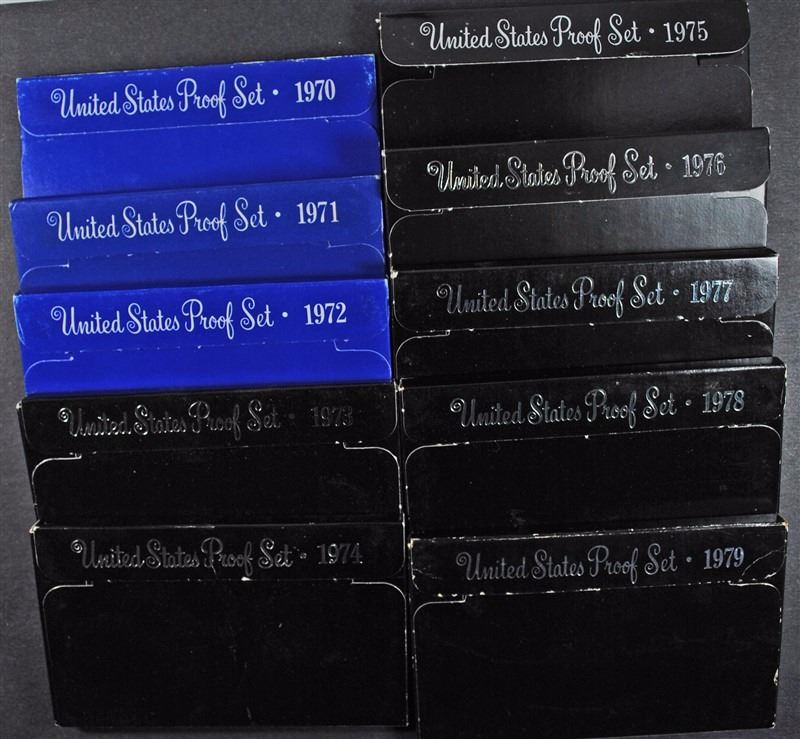 United States Proof Set • 1970
United States Proof Set • 1971
United States Proof Set • 1972
United States Proof Set • 1973
United States Proof Set • 1974
United States Proof Set • 1975
United States Proof Set • 1976
United States Proof Set • 1977
United States Proof Set • 1978
United States Proof Set • 1979